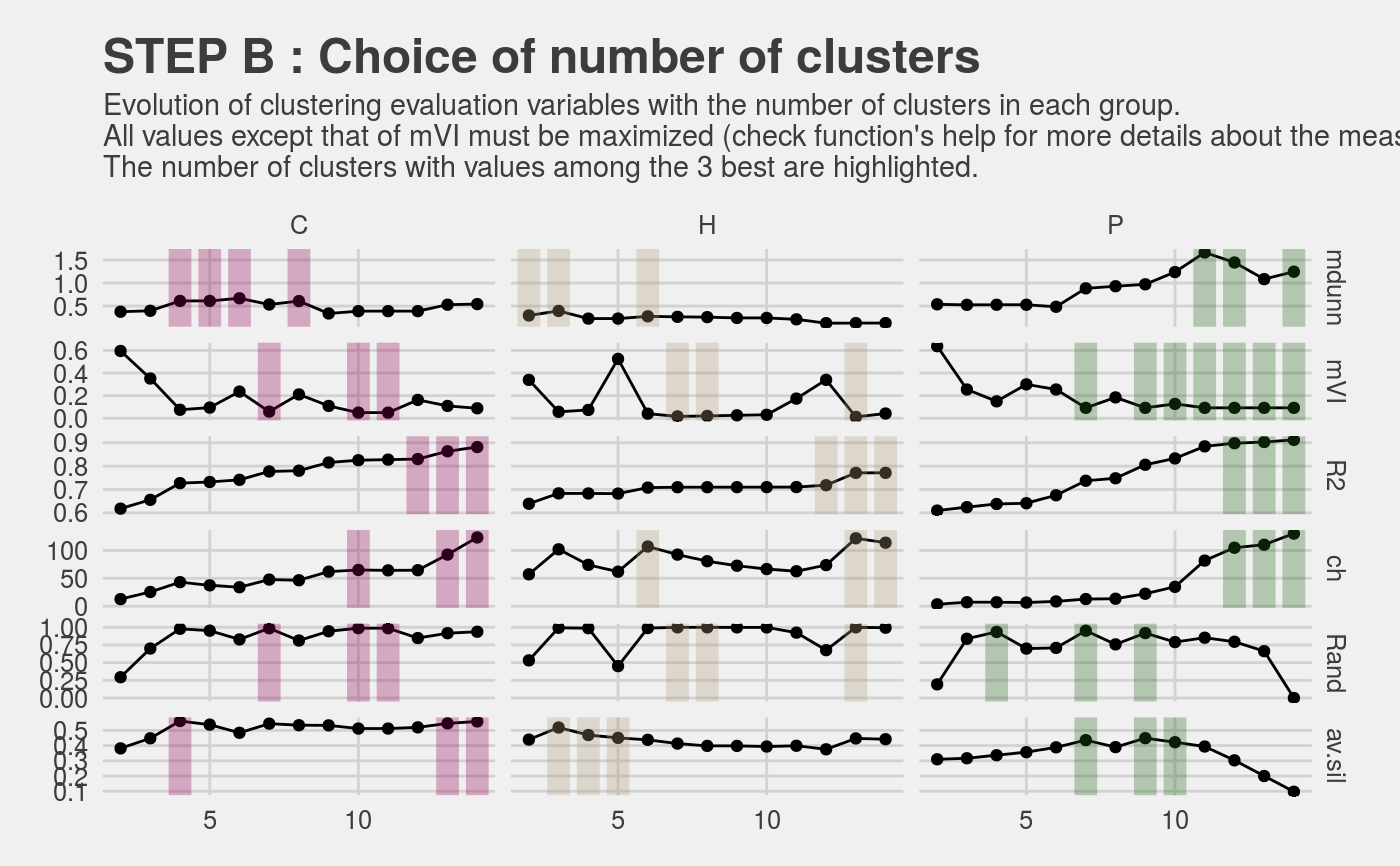 STEP B : Choice of number of clusters
Evolution of clustering evaluation variables with the number of clusters in each group.
All values except that of mVI must be maximized (check function's help for more details about the meas
The number of clusters with values among the 3 best are highlighted.
C H P
1.5
1.0
0.5
mdunn
0.6
0.4
0.2
0.0
mVI
0.9
0.8
0.7
0.6
R2
100
50
0
ch
1.00
0.75
0.50
0.25
0.00
Rand
0.5
0.4
0.3
0.2
0.1
av.sil
5 10 5 10 5 10